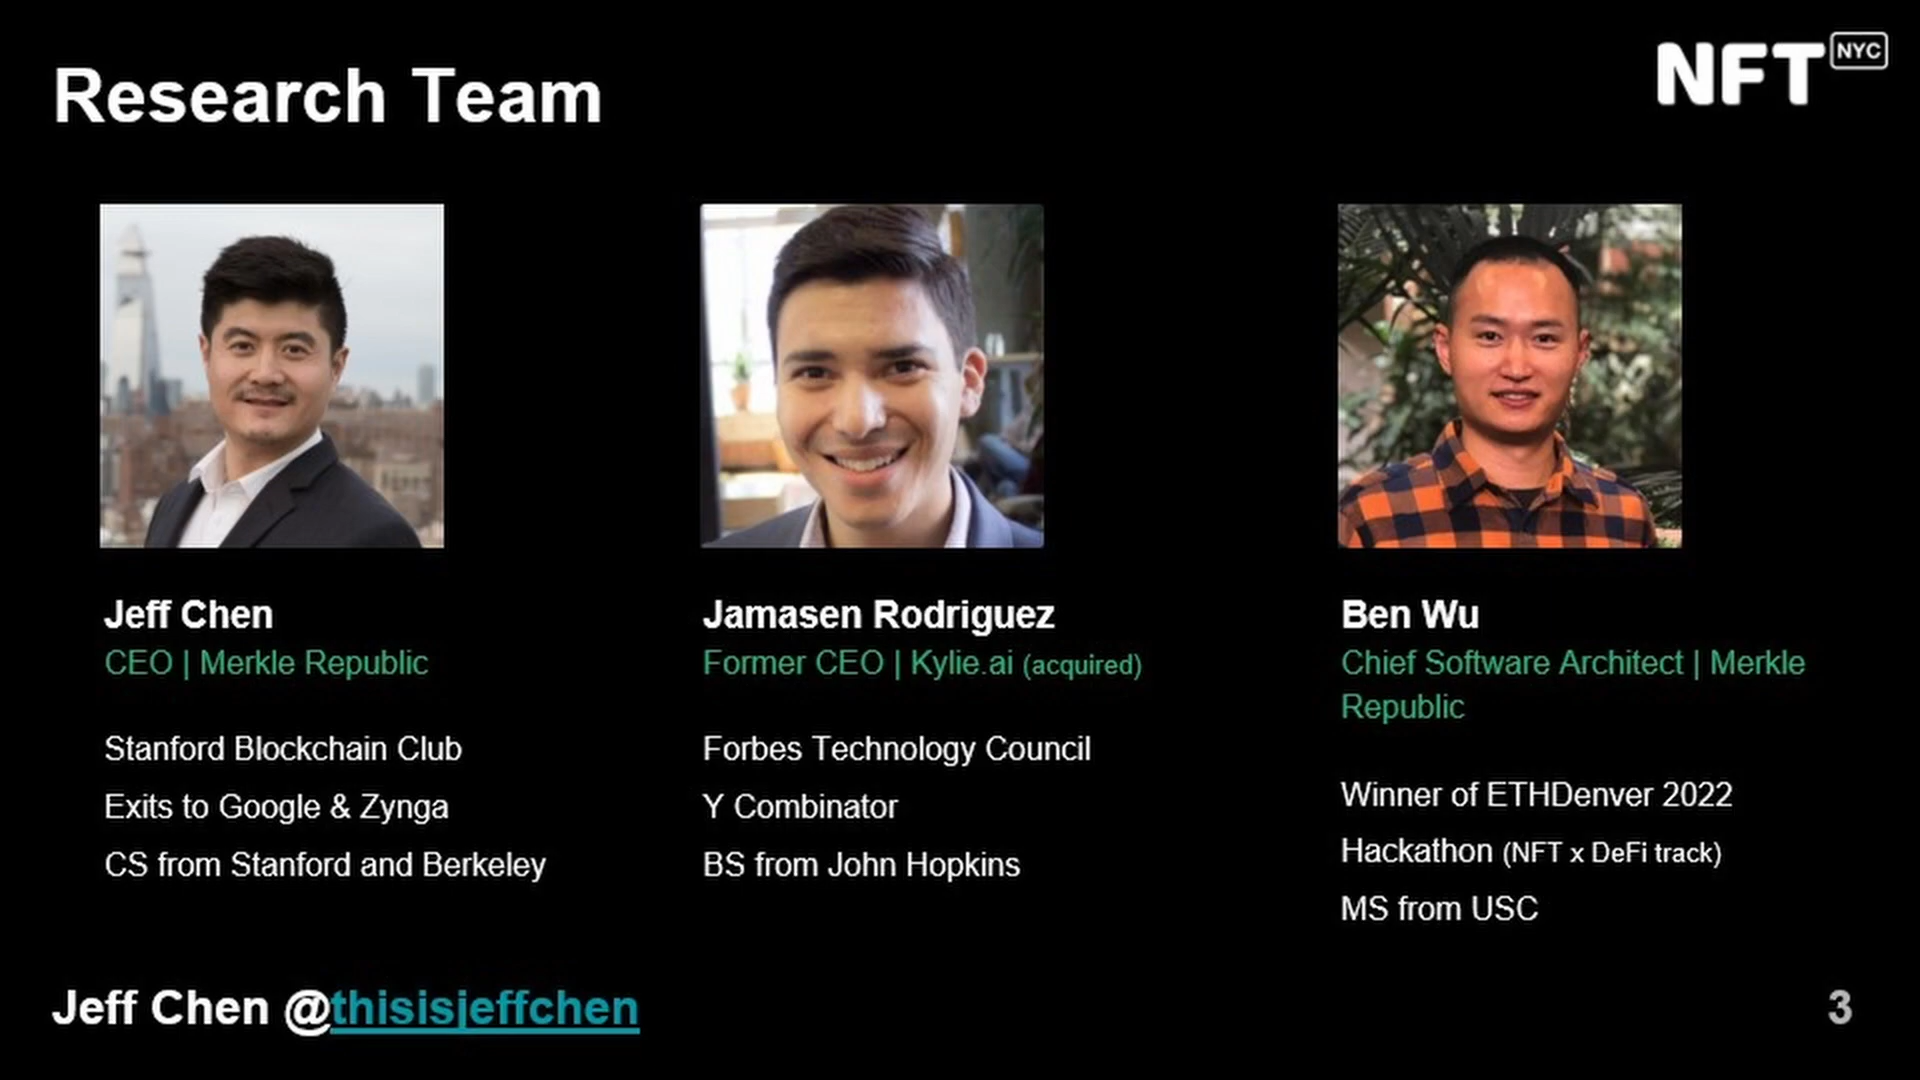 Research Team
NFT NYC
Jeff Chen
CEO | Merkle Republic
Stanford Blockchain Club
Exits to Google & Zynga
CS from Stanford and Berkeley
Jamasen Rodriguez
Former CEO | Kylie.ai (acquired)
Forbes Technology Council
Y Combinator
BS from John Hopkins
Ben Wu
Chief Software Architect | Merkle
Republic
Winner of ETHDenver 2022
Hackathon (NFT x DeFi track)
MS from USC
Jeff Chen @thisisjeffchen
3